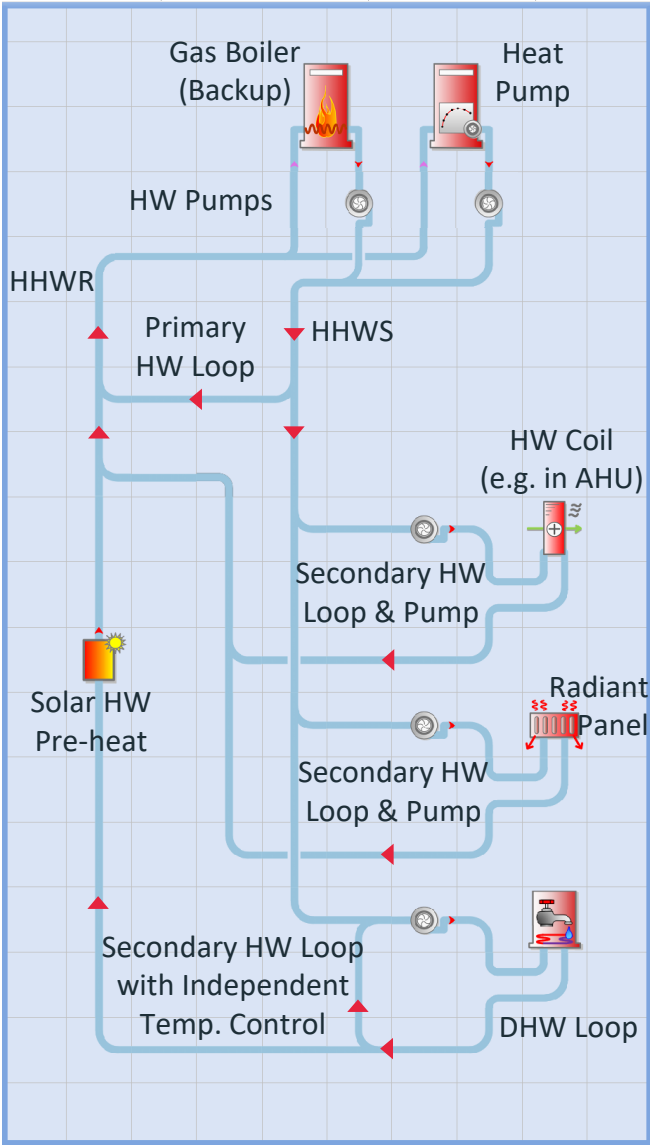 Gas Boiler
(Backup)
Heat
Pump
HW Pumps
HHWR
Primary
HW Loop
HHWS
HW Coil
(e.g. in AHU)
Secondary HW
Loop & Pump
Solar HW
Pre-heat
Radiant
Panel
Secondary HW
Loop & Pump
Secondary HW Loop
with Independent
Temp. Control
DHW Loop